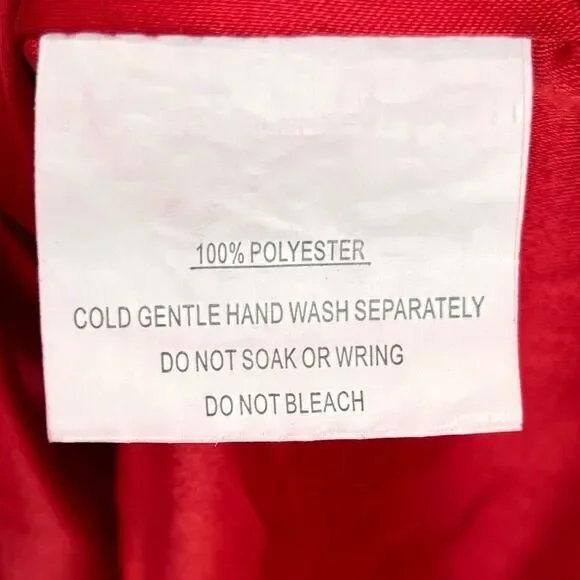 100% POLYESTER
COLD GENTLE HAND WASH SEPARATELY
DO NOT SOAK OR WRING
DO NOT BLEACH